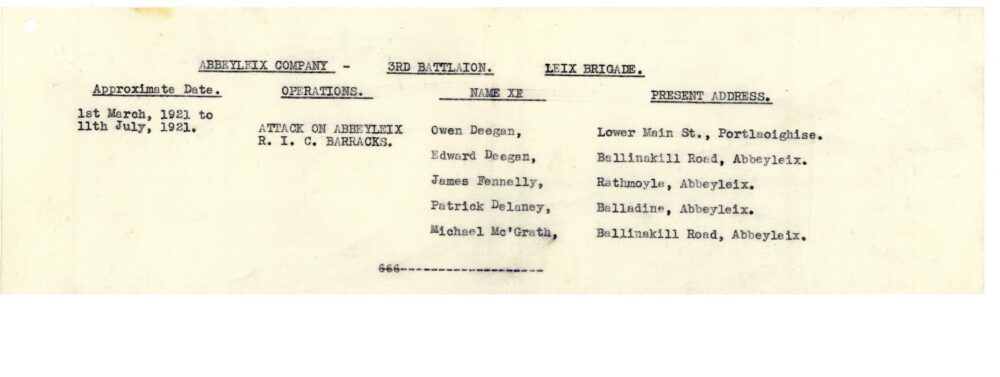 ABBEYLEIX COMPANY - 3RD BATTLAION. LEIX BRIGADE.
Approximate Date. OPERATIONS. NAME XE PRESENT ADDRESS.
1st March, 1921 to
11th July, 1921.
ATTACK ON ABBEYLEIX Owen Deegan, Lower Main St., Portlaoighise.
R. I. C. BARRACKS.
Edward Deegan, Ballinakill Road, Abbeyleix.
James Fennelly, Rathmoyle, Abbeyleix.
Patrick Delaney, Balladine, Abbeyleix.
Michael Mc'Grath, Ballinakill Road, Abbeyleix.